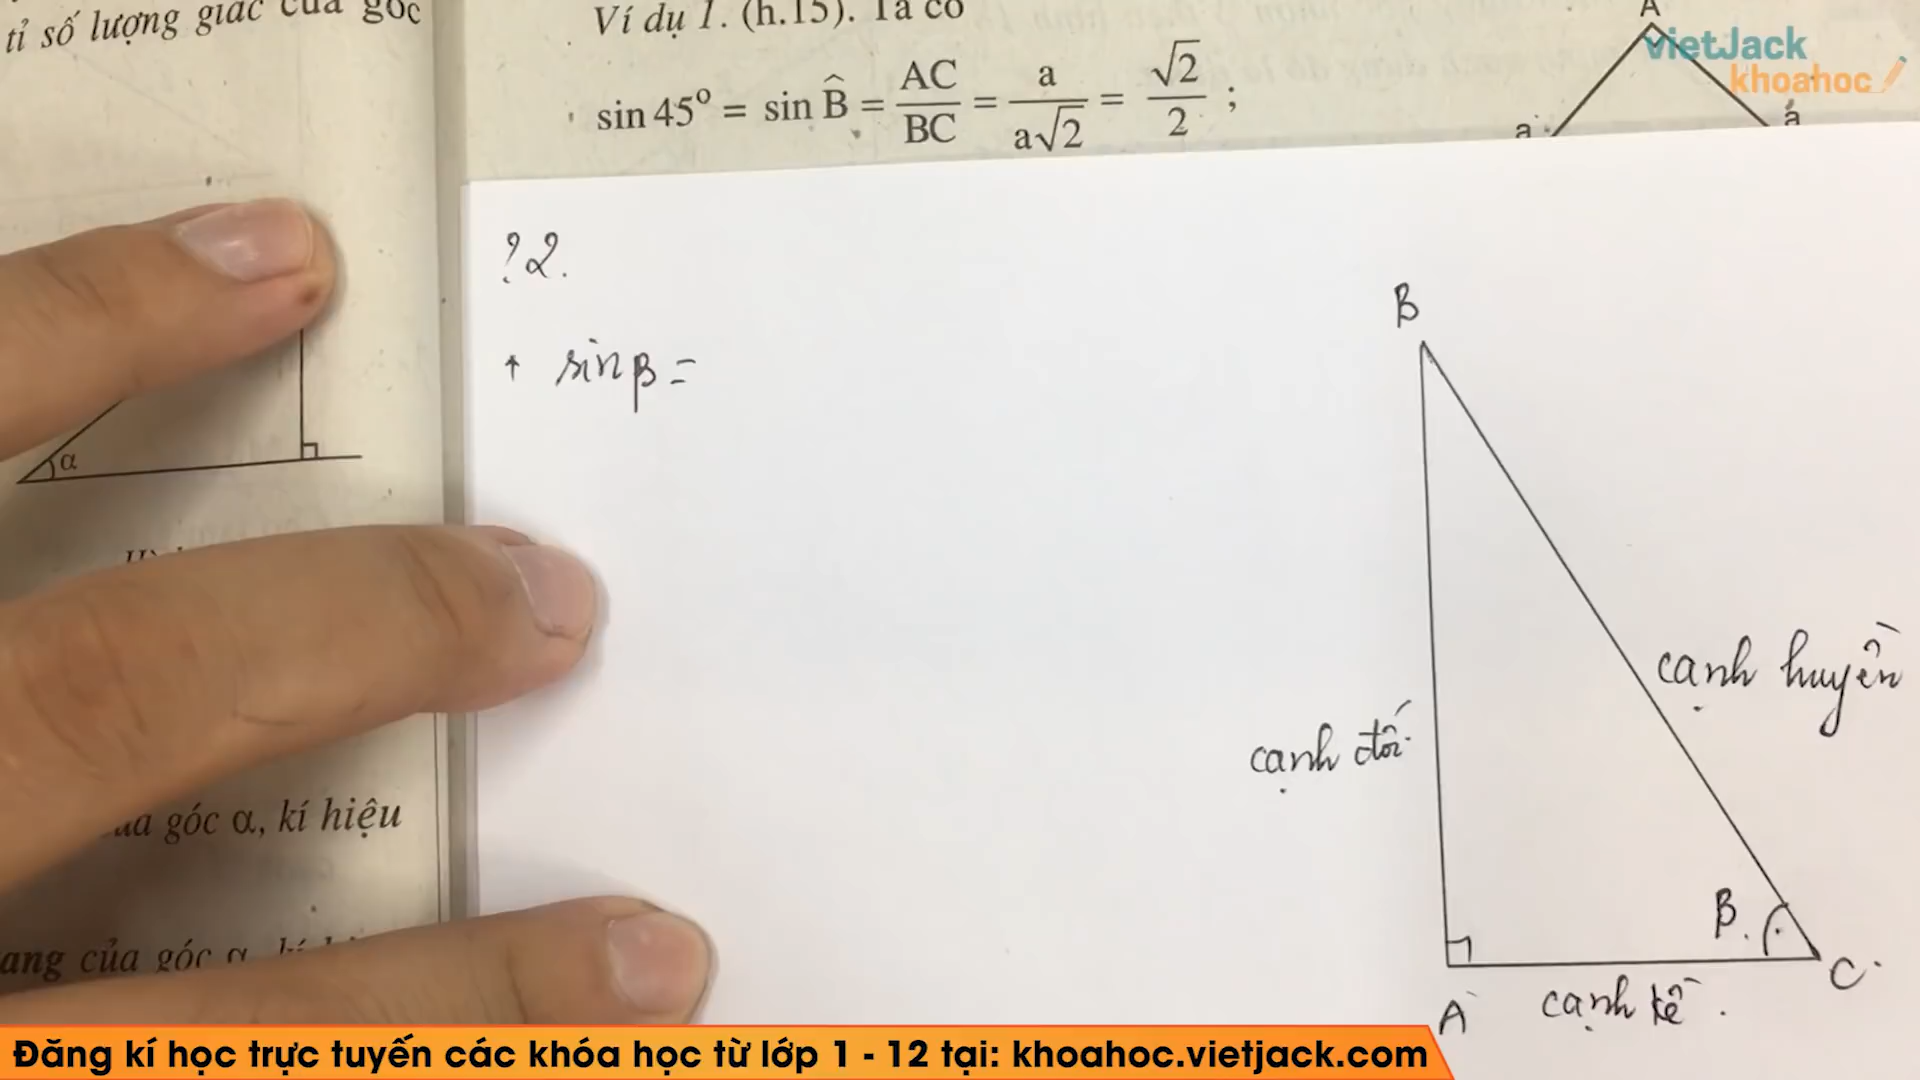 tỉ số lượng giác của góc
Ví dụ 1. (h.15). Ta có
sin 45° = sin B̂ = AC/BC = a/a√2 = √2/2 ;
A
a
a
vietJack
khoahoc
α
góc α, kí hiệu
ang của góc α, kí
?2.
+ sin β =
B
cạnh huyền
cạnh đối
β
A
C
cạnh kề
Đăng kí học trực tuyến các khóa học từ lớp 1 - 12 tại: khoahoc.vietjack.com